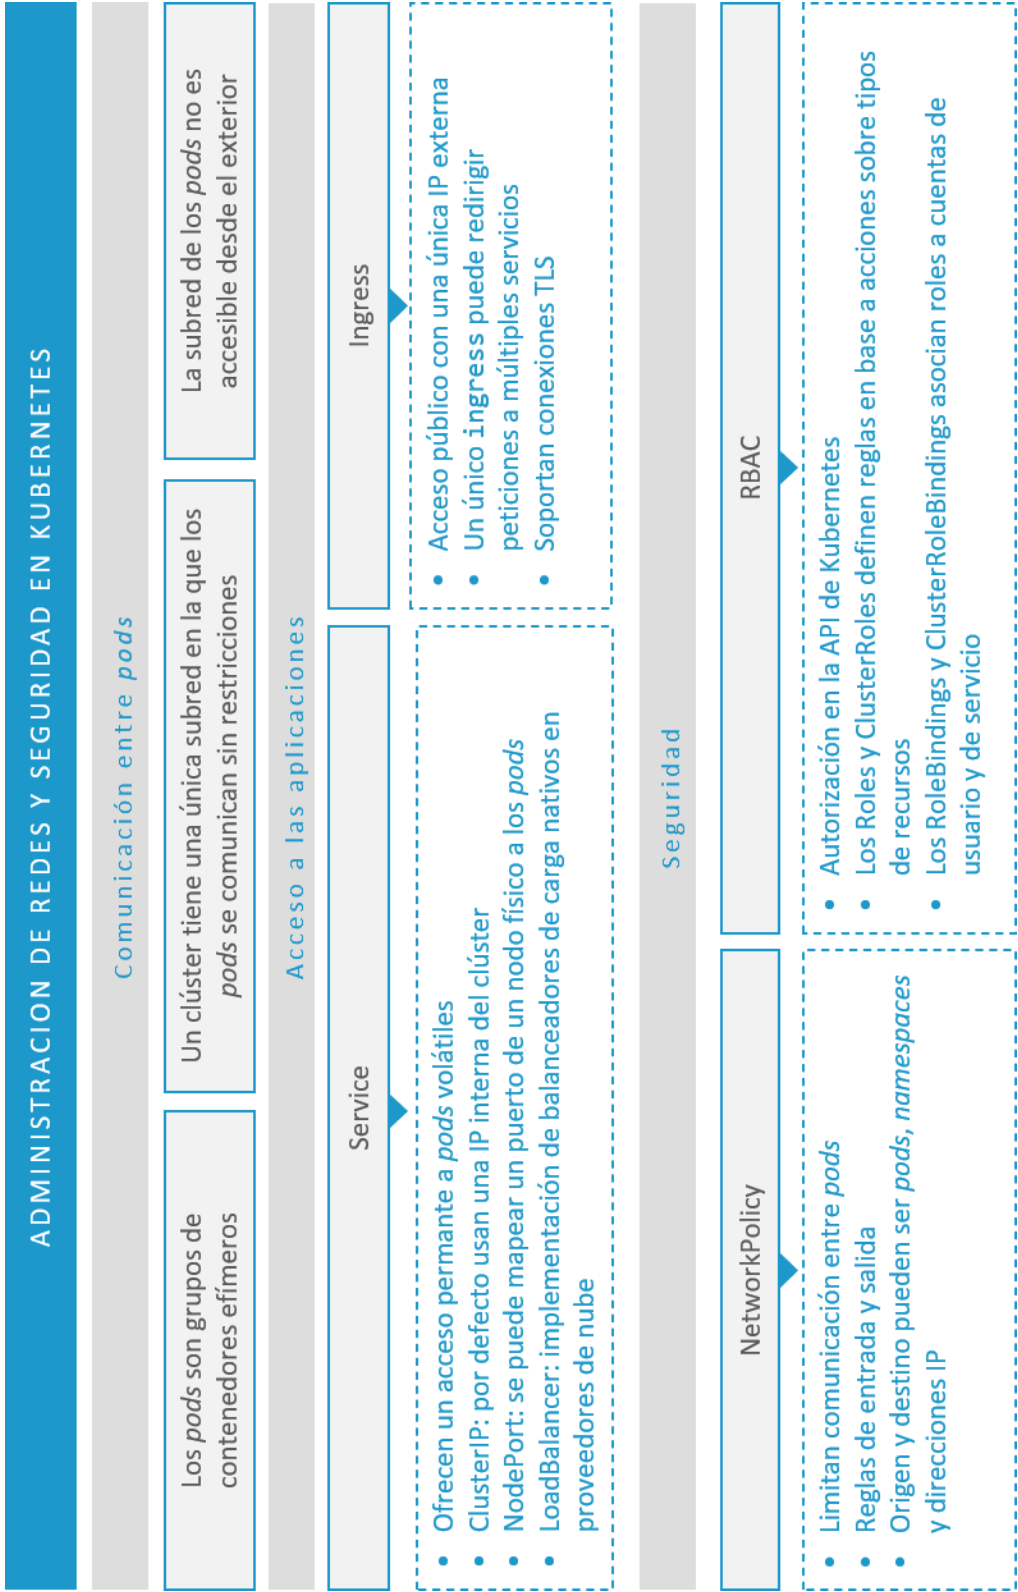 ADMINISTRACION DE REDES Y SEGURIDAD EN KUBERNETES
Comunicación entre pods
Los pods son grupos de
contenedores efímeros
Un clúster tiene una única subred en la que los
pods se comunican sin restricciones
La subred de los pods no es
accesible desde el exterior
Acceso a las aplicaciones
Service
• Ofrecen un acceso permante a pods volátiles
• ClusterIP: por defecto usan una IP interna del clúster
• NodePort: se puede mapear un puerto de un nodo físico a los pods
• LoadBalancer: implementación de balanceadores de carga nativos en
proveedores de nube
Ingress
• Acceso público con una única IP externa
• Un único ingress puede redirigir
peticiones a múltiples servicios
• Soportan conexiones TLS
Seguridad
NetworkPolicy
• Limitan comunicación entre pods
• Reglas de entrada y salida
• Origen y destino pueden ser pods, namespaces
y direcciones IP
RBAC
• Autorización en la API de Kubernetes
• Los Roles y ClusterRoles definen reglas en base a acciones sobre tipos
de recursos
• Los RoleBindings y ClusterRoleBindings asocian roles a cuentas de
usuario y de servicio